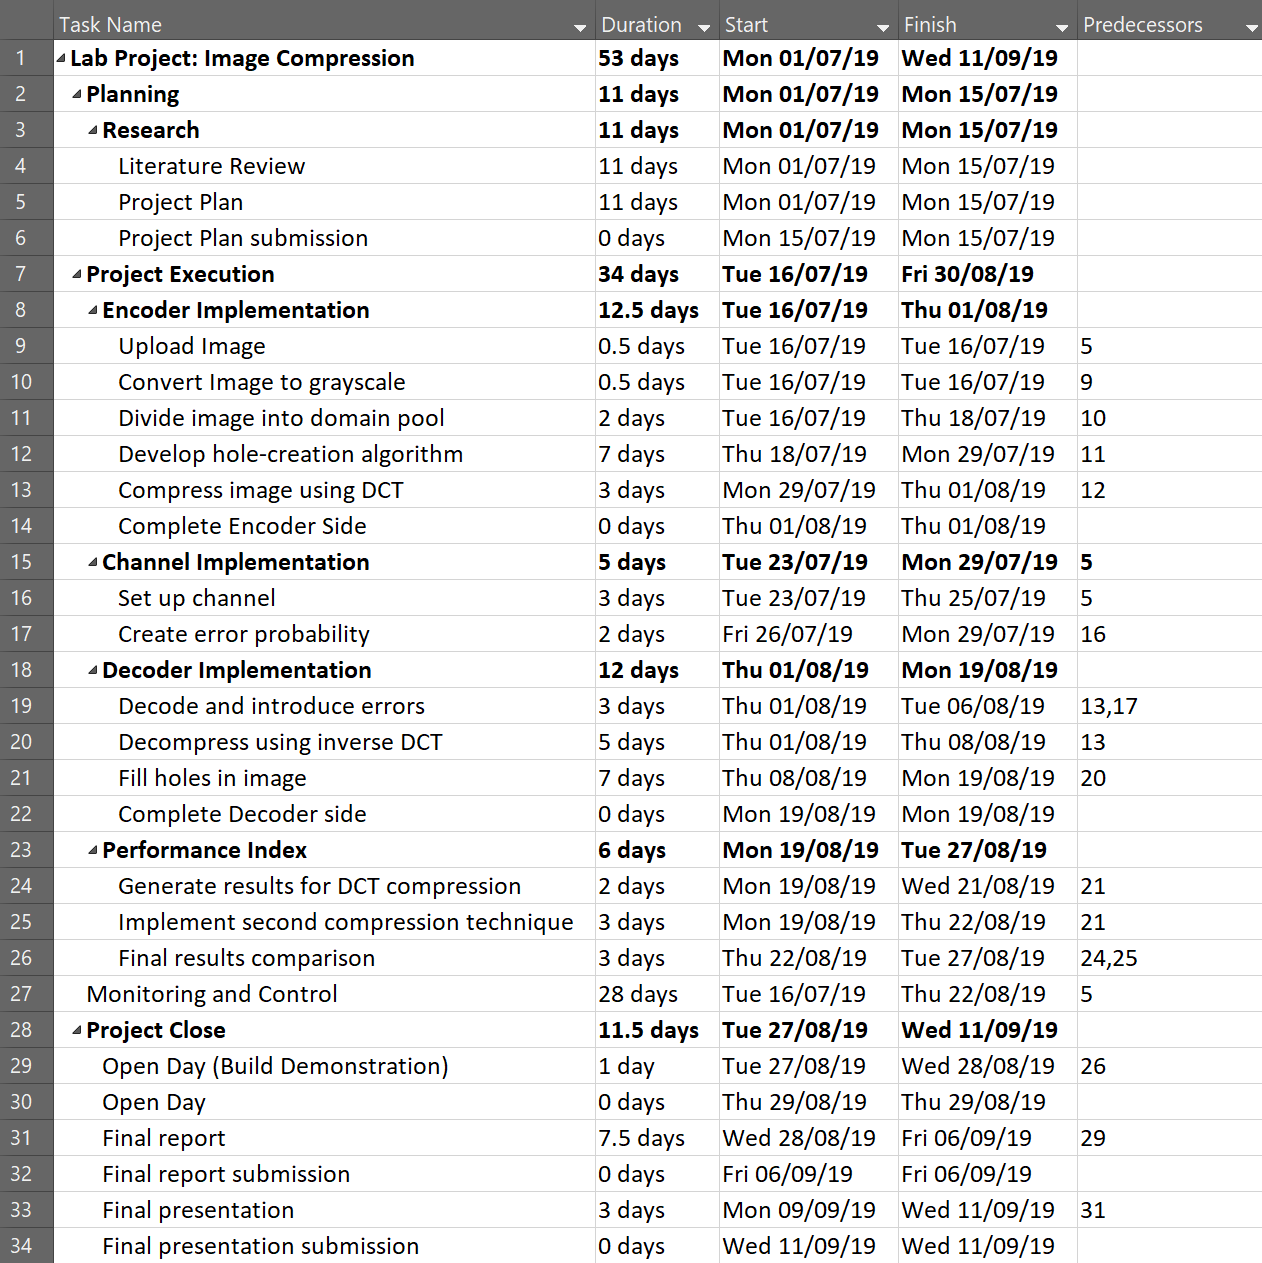 Task Name Duration Start Finish Predecessors
1 Lab Project: Image Compression 53 days Mon 01/07/19 Wed 11/09/19
2 Planning 11 days Mon 01/07/19 Mon 15/07/19
3 Research 11 days Mon 01/07/19 Mon 15/07/19
4 Literature Review 11 days Mon 01/07/19 Mon 15/07/19
5 Project Plan 11 days Mon 01/07/19 Mon 15/07/19
6 Project Plan submission 0 days Mon 15/07/19 Mon 15/07/19
7 Project Execution 34 days Tue 16/07/19 Fri 30/08/19
8 Encoder Implementation 12.5 days Tue 16/07/19 Thu 01/08/19
9 Upload Image 0.5 days Tue 16/07/19 Tue 16/07/19 5
10 Convert Image to grayscale 0.5 days Tue 16/07/19 Tue 16/07/19 9
11 Divide image into domain pool 2 days Tue 16/07/19 Thu 18/07/19 10
12 Develop hole-creation algorithm 7 days Thu 18/07/19 Mon 29/07/19 11
13 Compress image using DCT 3 days Mon 29/07/19 Thu 01/08/19 12
14 Complete Encoder Side 0 days Thu 01/08/19 Thu 01/08/19
15 Channel Implementation 5 days Tue 23/07/19 Mon 29/07/19 5
16 Set up channel 3 days Tue 23/07/19 Thu 25/07/19 5
17 Create error probability 2 days Fri 26/07/19 Mon 29/07/19 16
18 Decoder Implementation 12 days Thu 01/08/19 Mon 19/08/19
19 Decode and introduce errors 3 days Thu 01/08/19 Tue 06/08/19 13,17
20 Decompress using inverse DCT 5 days Thu 01/08/19 Thu 08/08/19 13
21 Fill holes in image 7 days Thu 08/08/19 Mon 19/08/19 20
22 Complete Decoder side 0 days Mon 19/08/19 Mon 19/08/19
23 Performance Index 6 days Mon 19/08/19 Tue 27/08/19
24 Generate results for DCT compression 2 days Mon 19/08/19 Wed 21/08/19 21
25 Implement second compression technique 3 days Mon 19/08/19 Thu 22/08/19 21
26 Final results comparison 3 days Thu 22/08/19 Tue 27/08/19 24,25
27 Monitoring and Control 28 days Tue 16/07/19 Thu 22/08/19 5
28 Project Close 11.5 days Tue 27/08/19 Wed 11/09/19
29 Open Day (Build Demonstration) 1 day Tue 27/08/19 Wed 28/08/19 26
30 Open Day 0 days Thu 29/08/19 Thu 29/08/19
31 Final report 7.5 days Wed 28/08/19 Fri 06/09/19 29
32 Final report submission 0 days Fri 06/09/19 Fri 06/09/19
33 Final presentation 3 days Mon 09/09/19 Wed 11/09/19 31
34 Final presentation submission 0 days Wed 11/09/19 Wed 11/09/19